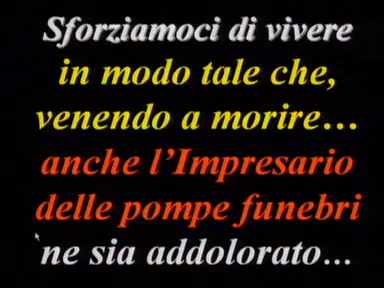 Sforziamoci di vivere
in modo tale che,
venendo a morire...
anche l'Impresario
delle pompe funebri
ne sia addolorato...